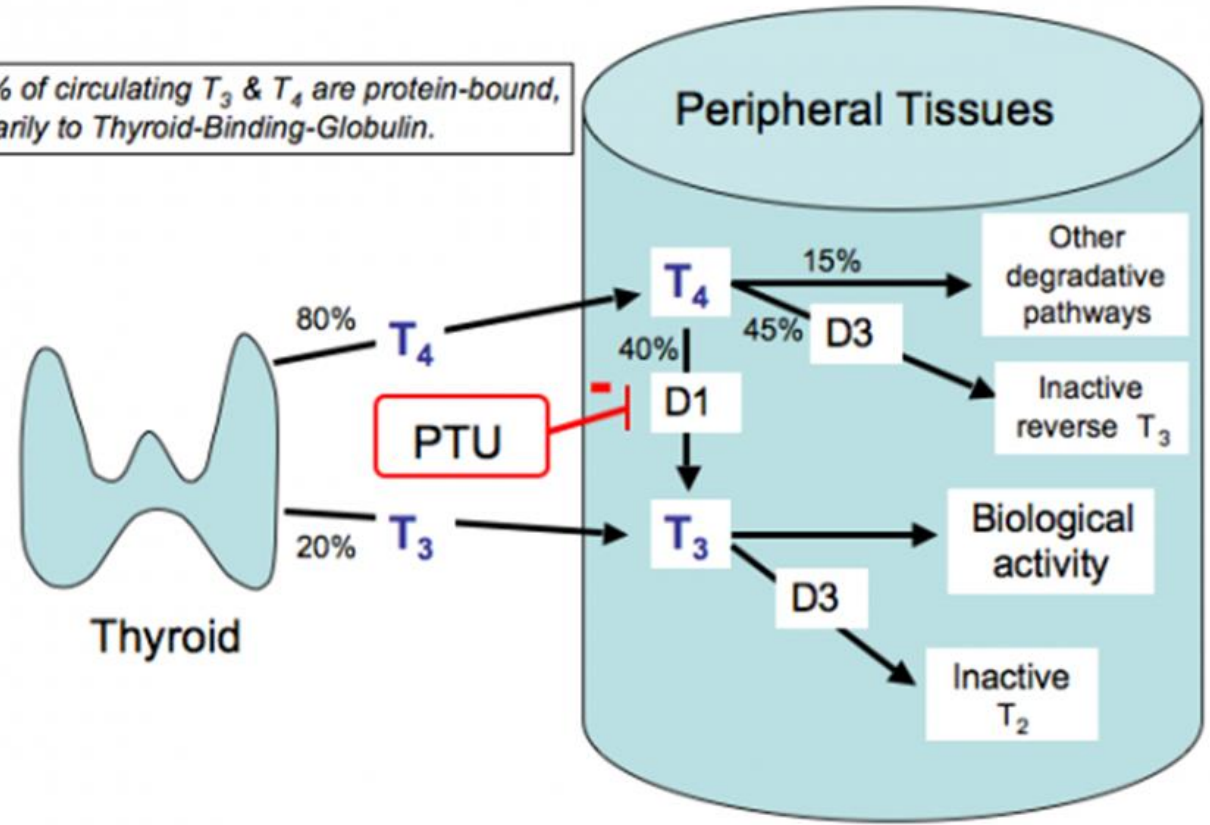 % of circulating T₃ & T₄ are protein-bound,
to Thyroid-Binding-Globulin.
Peripheral Tissues
Other
degradative
pathways
15%
T₄
80%
T₄
45%
D3
40%
Inactive
reverse T₃
-
D1
PTU
Biological
activity
T₃
T₃
20%
D3
Thyroid
Inactive
T₂